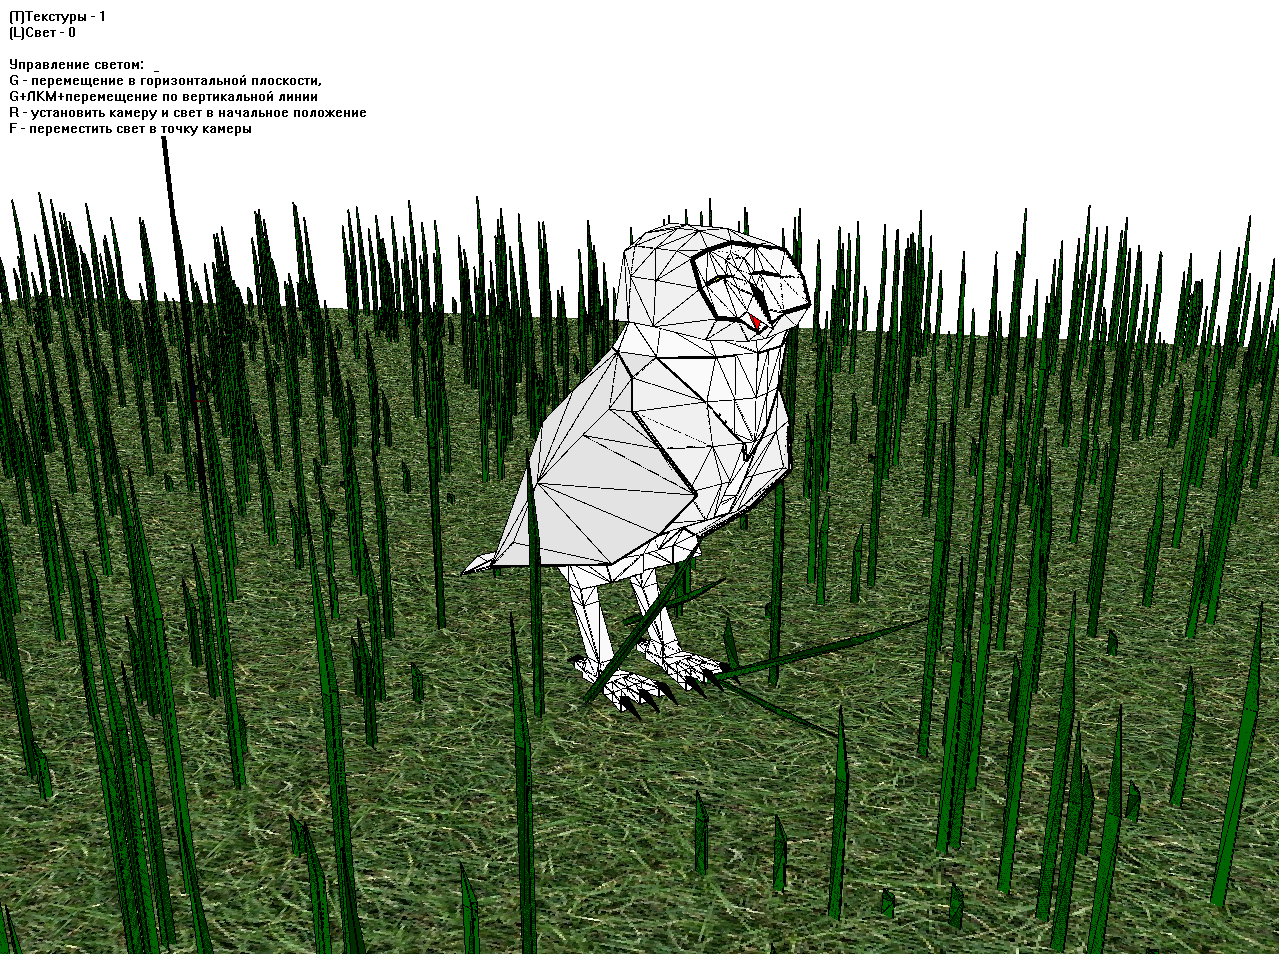 (T)Текстуры - 1
(L)Свет - 0
Управление светом:
G - перемещение в горизонтальной плоскости,
G+ЛКМ+перемещение по вертикальной линии
R - установить камеру и свет в начальное положение
F - переместить свет в точку камеры